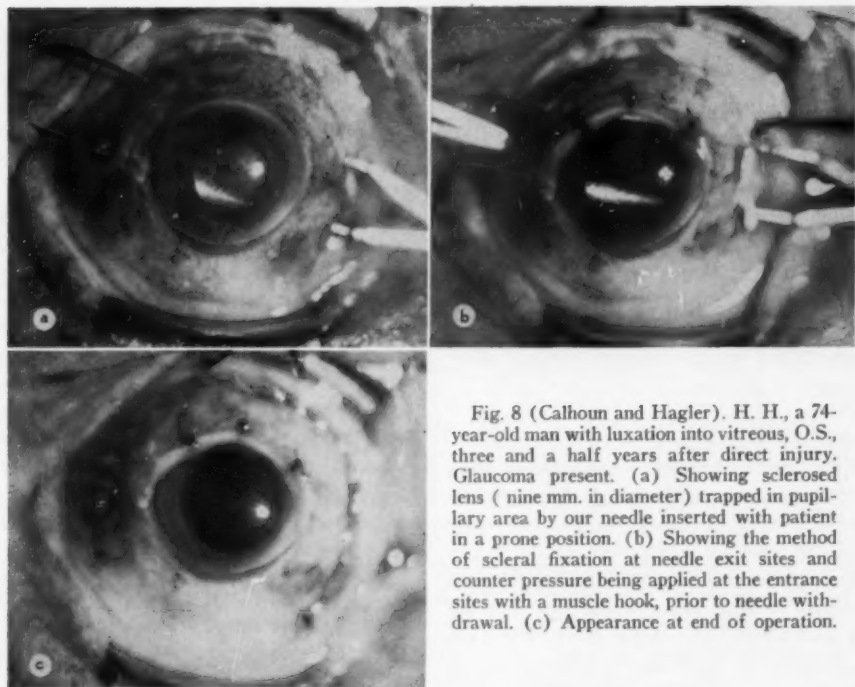 a
b
c
Fig. 8 (Calhoun and Hagler). H. H., a 74-
year-old man with luxation into vitreous, O.S.,
three and a half years after direct injury.
Glaucoma present. (a) Showing sclerosed
lens ( nine mm. in diameter) trapped in pupil-
lary area by our needle inserted with patient
in a prone position. (b) Showing the method
of scleral fixation at needle exit sites and
counter pressure being applied at the entrance
sites with a muscle hook, prior to needle with-
drawal. (c) Appearance at end of operation.